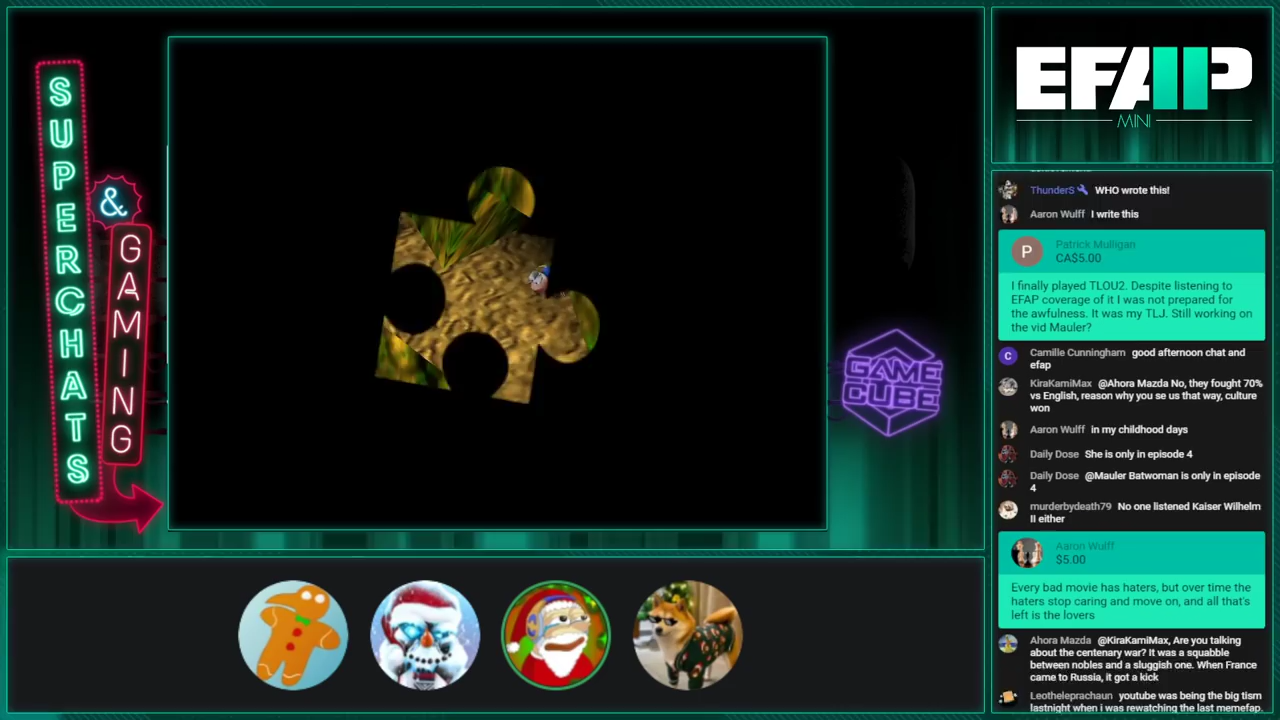 SUPERCHATS
&
GAMING
GAME
CUBE
EFAP
MINI
ThunderS WHO wrote this!
Aaron Wulff I write this
P
Patrick Mulligan
CA$5.00
I finally played TLOU2. Despite listening to
EFAP coverage of it I was not prepared for
the awfulness. It was my TLJ. Still working on
the vid Mauler?
C
Camille Cunningham good afternoon chat and
efap
KiraKamiMax @Ahora Mazda No, they fought 70%
vs English, reason why you se us that way, culture
won
Aaron Wulff in my childhood days
Daily Dose She is only in episode 4
Daily Dose @Mauler Batwoman is only in episode
4
murderbydeath79 No one listened Kaiser Wilhelm
II either
Aaron Wulff
$5.00
Every bad movie has haters, but over time the
haters stop caring and move on, and all that's
left is the lovers
Ahora Mazda @KiraKamiMax, Are you talking
about the centenary war? It was a squabble
between nobles and a sluggish one. When France
came to Russia, it got a kick
Leotheleprachaun youtube was being the big tism
lastnight when i was rewatching the last memefap.